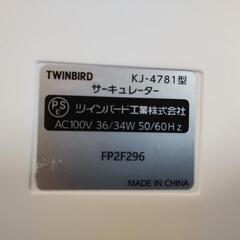 TWINBIRD KJ-4781型
サーキュレーター
PS
E
ツインバード工業株式会社
AC100V 36/34W 50/60Hz
FP2F296
MADE IN CHINA